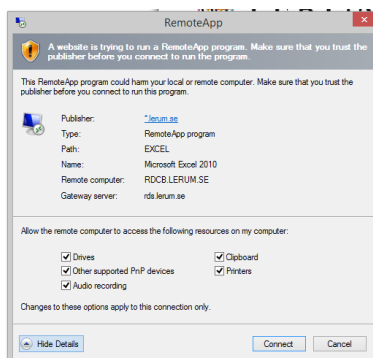 RemoteApp
A website is trying to run a RemoteApp program. Make sure that you trust the
publisher before you connect to run the program.
This RemoteApp program could harm your local or remote computer. Make sure that you trust the
publisher before you connect to run this program.
Publisher: *.lerum.se
Type: RemoteApp program
Path: EXCEL
Name: Microsoft Excel 2010
Remote computer: RDCB.LERUM.SE
Gateway server: rds.lerum.se
Allow the remote computer to access the following resources on my computer:
Drives Clipboard
Other supported PnP devices Printers
Audio recording
Changes to these options apply to this connection only.
Hide Details Connect Cancel